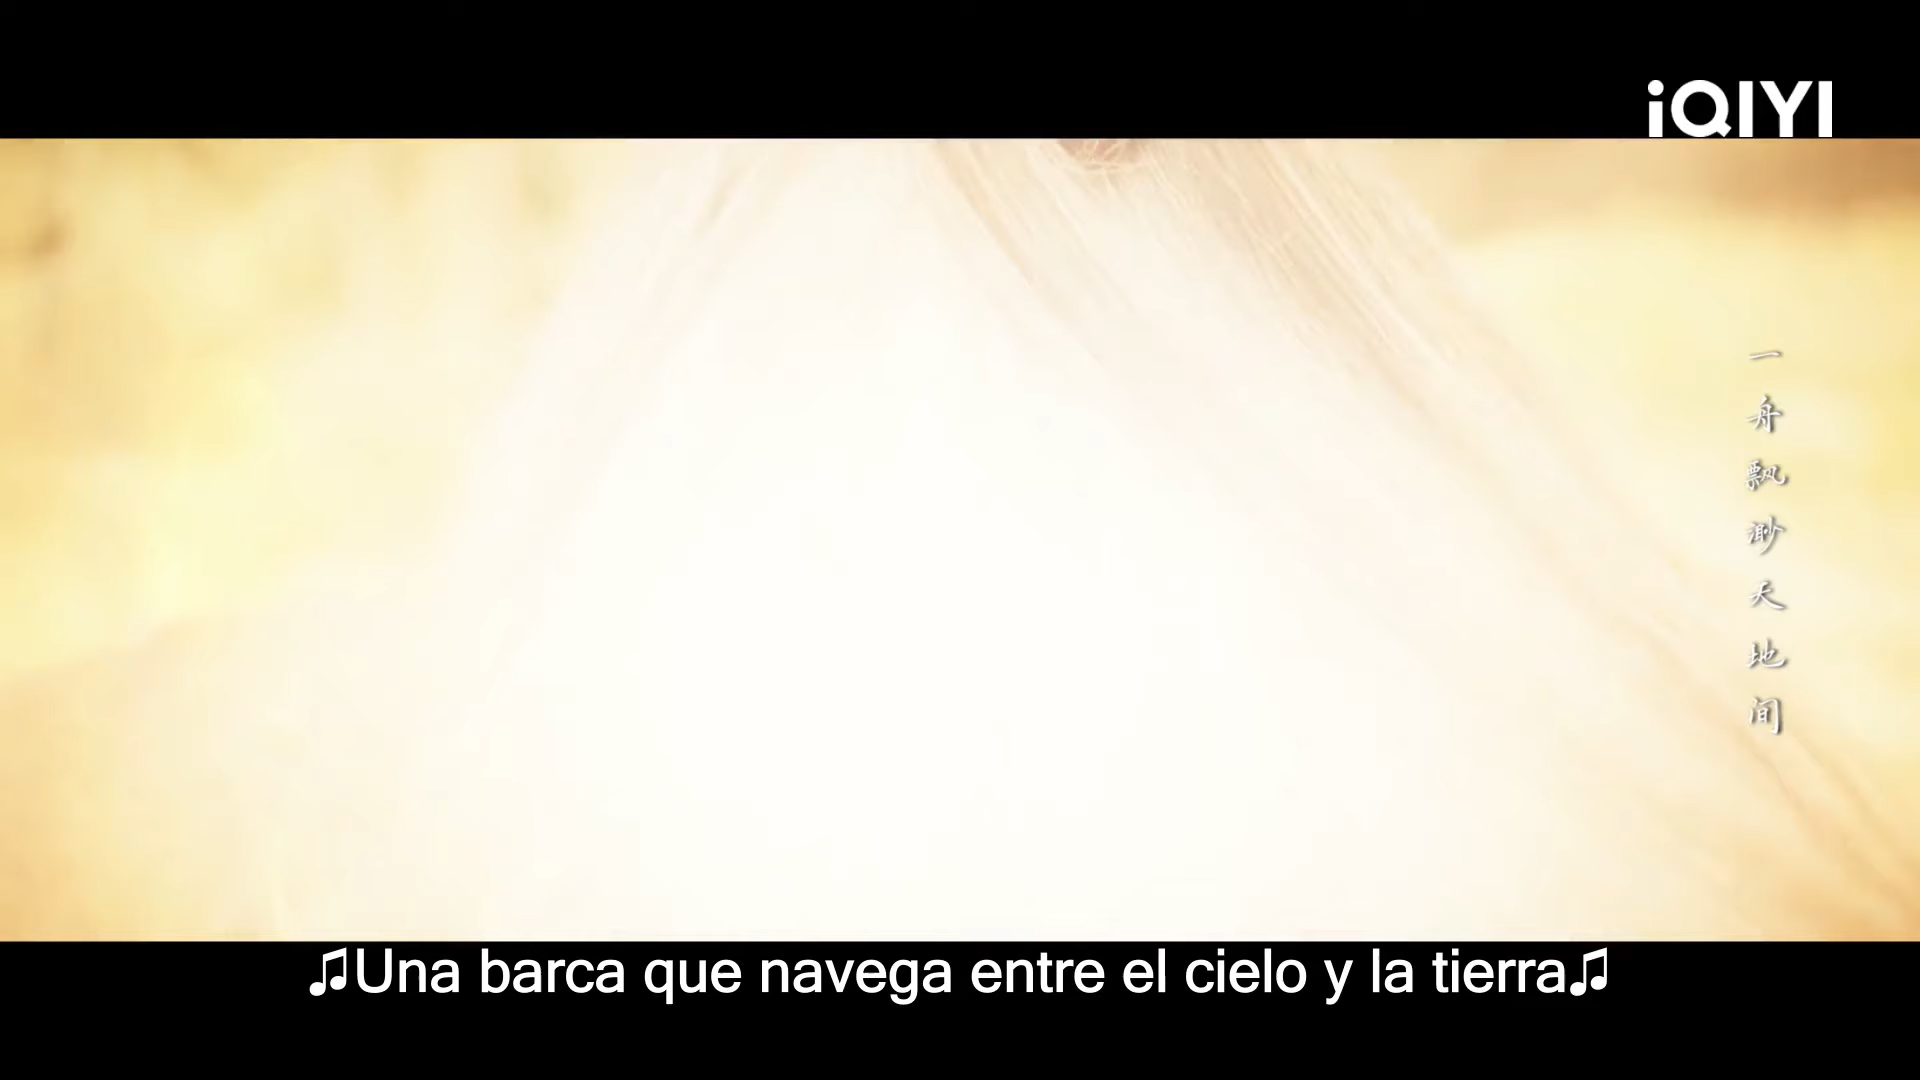 iQIYI
一舟飘渺天地间
♫Una barca que navega entre el cielo y la tierra♫